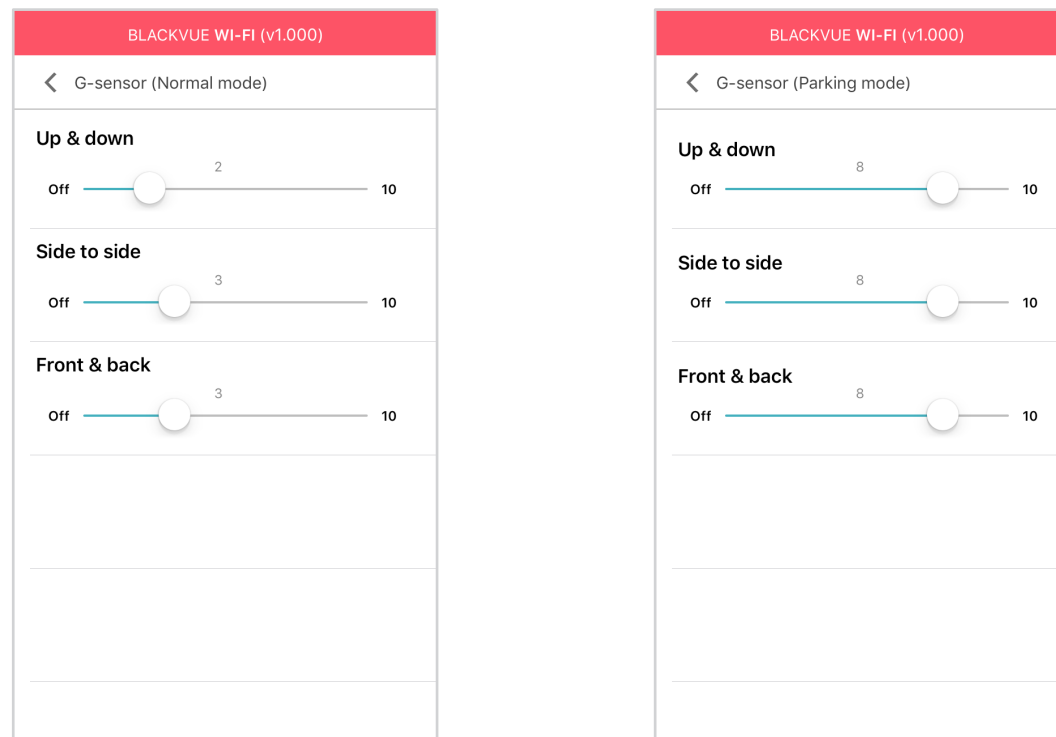 BLACKVUE WI-FI (v1.000)
G-sensor (Normal mode)
Up & down
2
Off 10
Side to side
3
Off 10
Front & back
3
Off 10
BLACKVUE WI-FI (v1.000)
G-sensor (Parking mode)
Up & down
8
Off 10
Side to side
8
Off 10
Front & back
8
Off 10